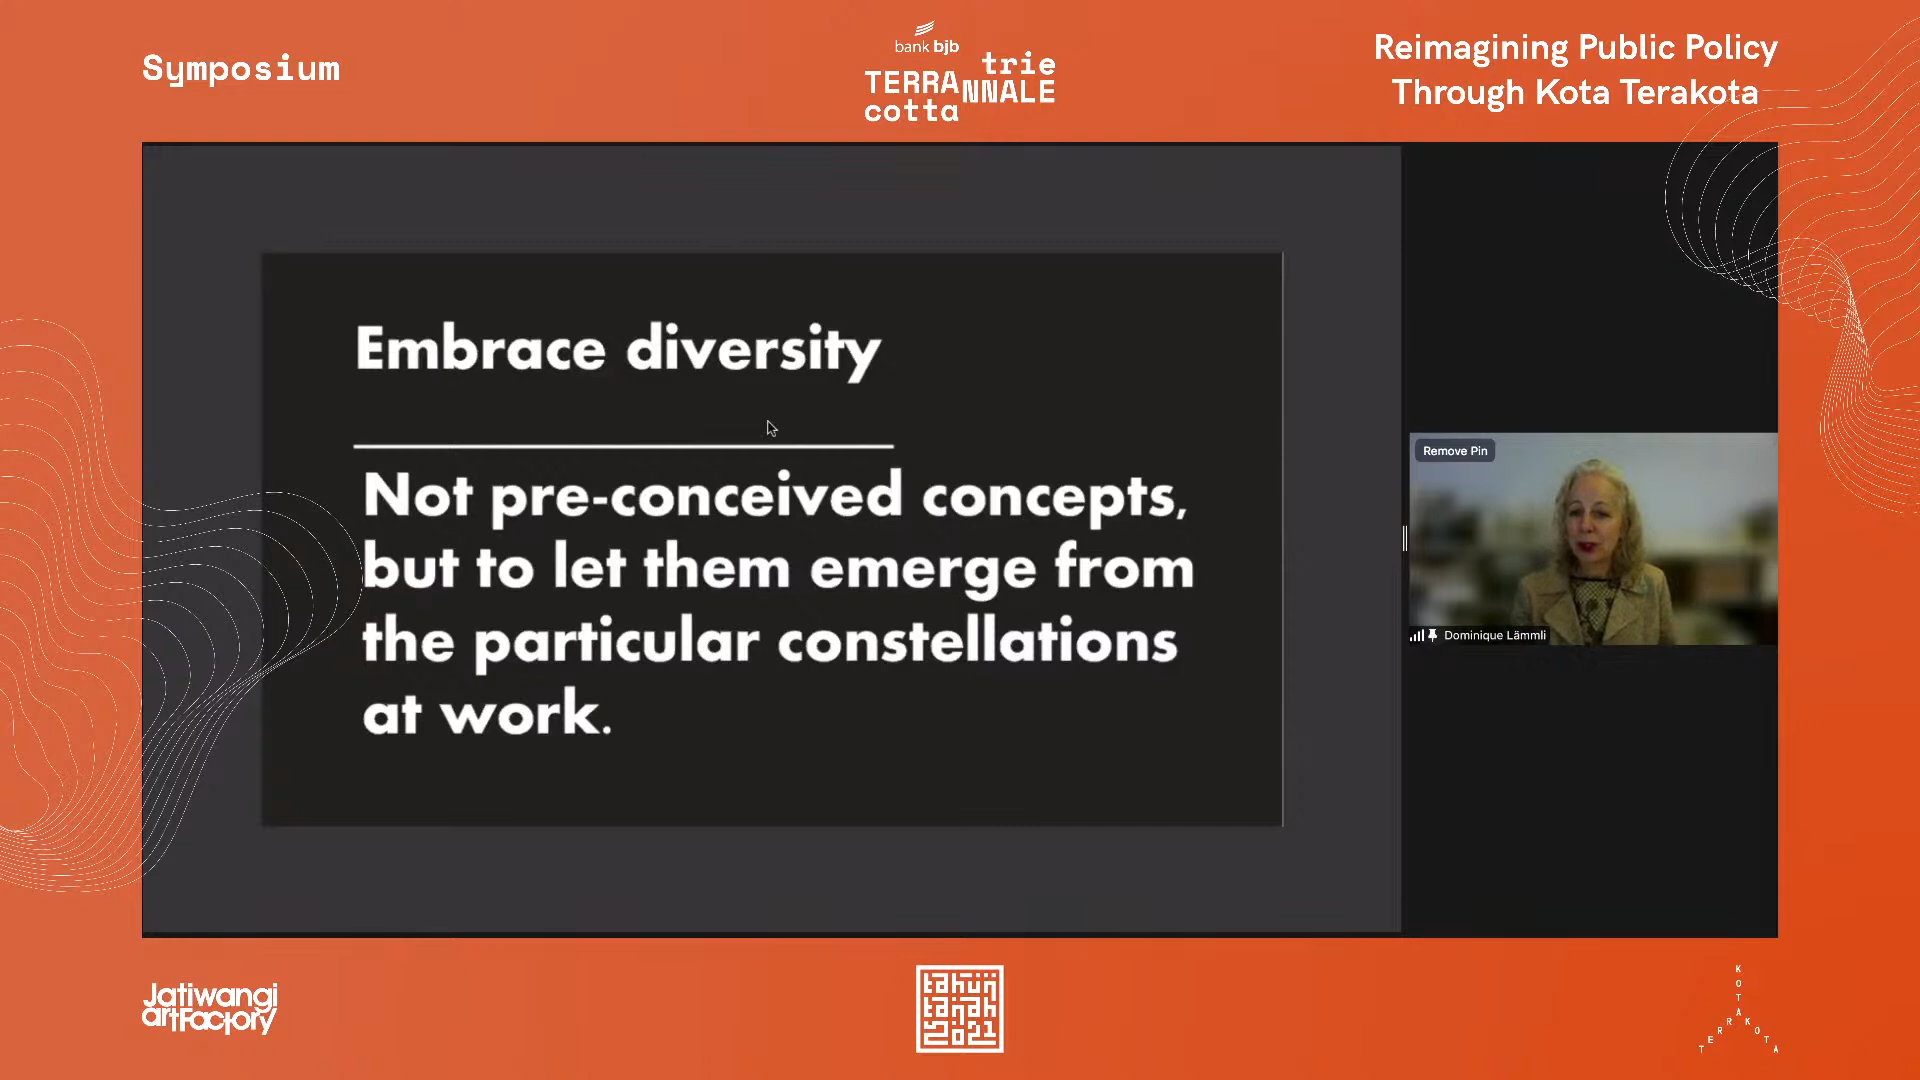 Symposium
bank bjb
trie
TERRA NNALE
cotta
Reimagining Public Policy
Through Kota Terakota
Embrace diversity
Not pre-conceived concepts,
but to let them emerge from
the particular constellations
at work.
Remove Pin
Dominique Lämmli
Jatiwangi
artFactory
tahun
tanah
2021
KOTA
TERRA
KOTA